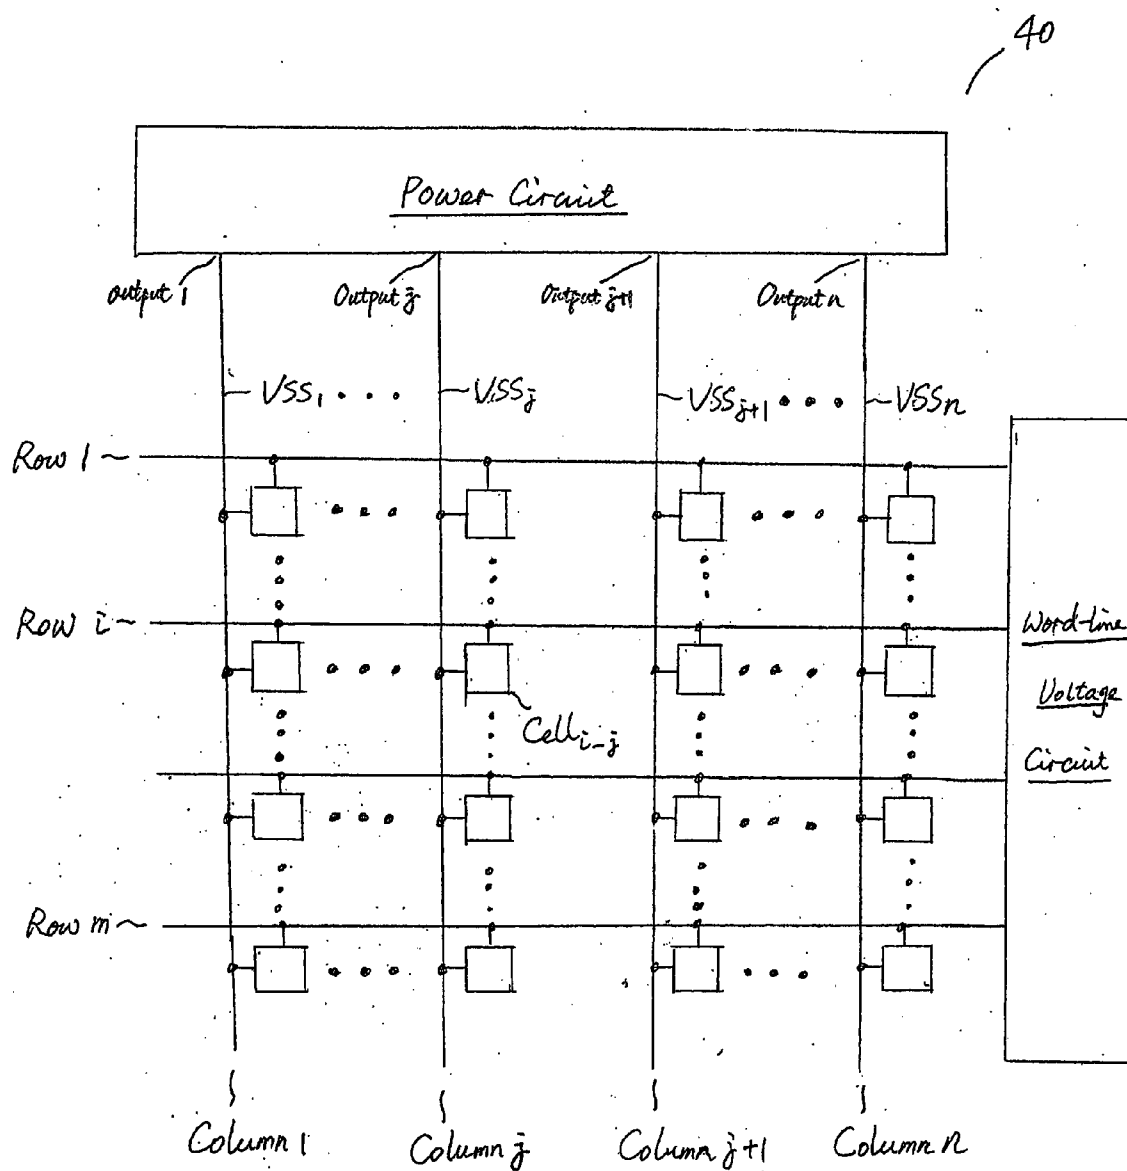 40
Power Circuit
output 1
Output j
Output j+1
Output n
VSS1 • • •
VSSj
VSSj+1 • • •
VSSn
Row 1 ~
Row i ~
Word-line
Voltage
Circuit
Celli-j
Row m ~
Column 1
Column j
Column j+1
Column n